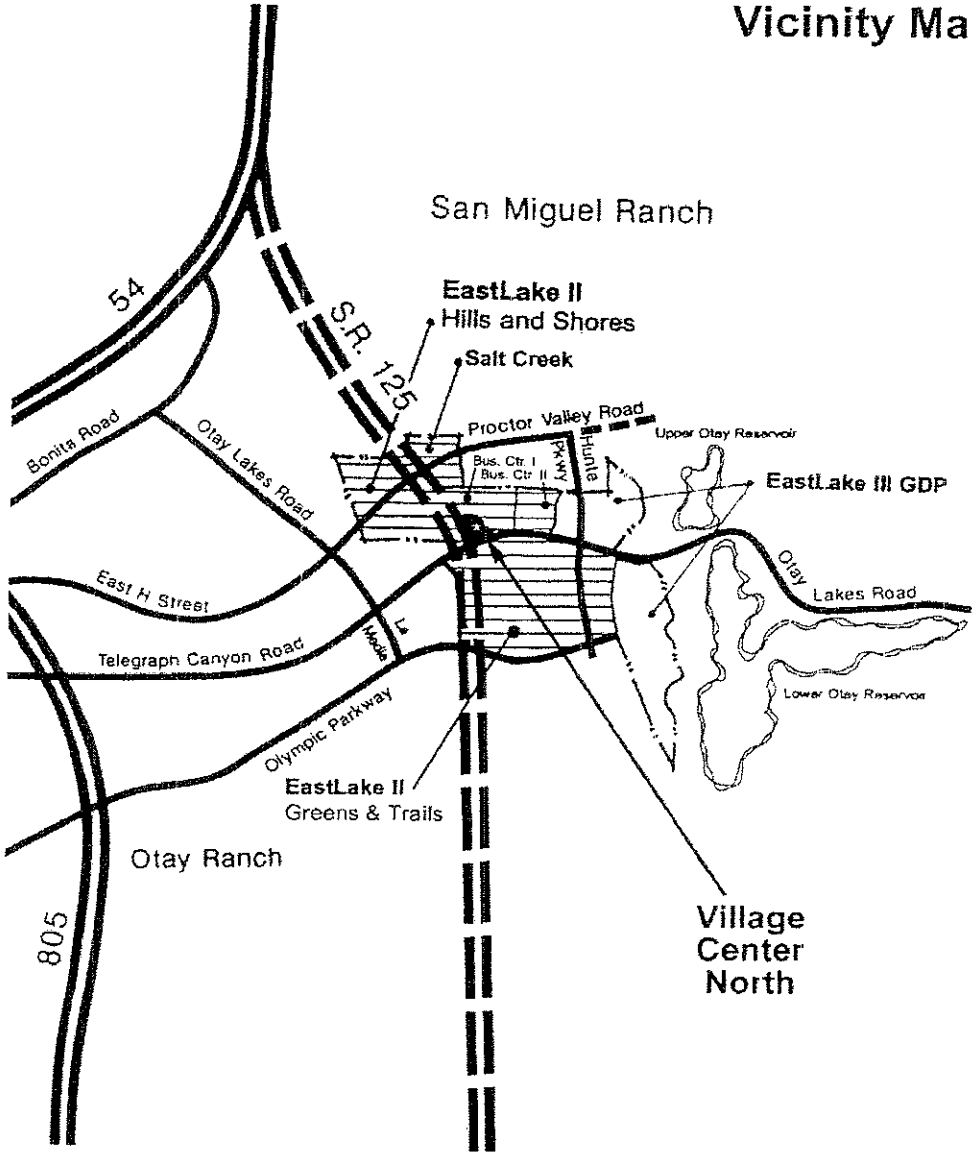 Vicinity Ma
San Miguel Ranch
54
S.R. 125
EastLake II
Hills and Shores
Salt Creek
Proctor Valley Road
Bonita Road
Otay Lakes Road
Bus. Ctr. I
Bus. Ctr. II
Hunte
Pkwy
Upper Otay Reservoir
EastLake III GDP
Otay
Lakes Road
East H Street
La
Media
Telegraph Canyon Road
Lower Otay Reservoir
Olympic Parkway
EastLake II
Greens & Trails
Otay Ranch
805
Village
Center
North